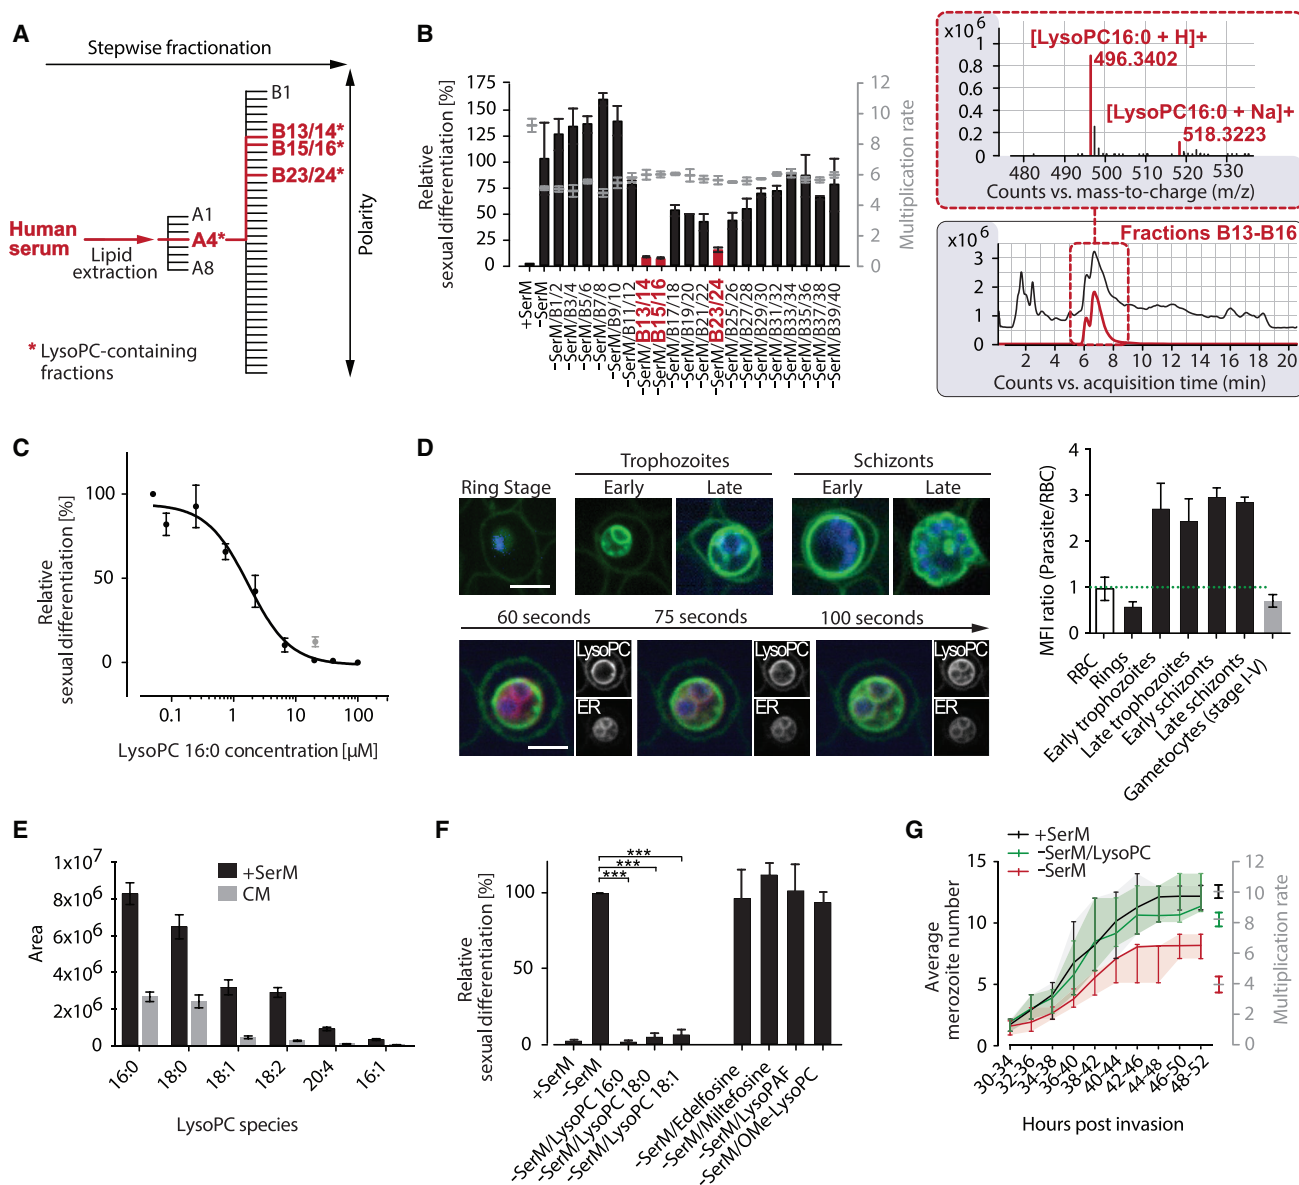 A
Stepwise fractionation
B1
B13/14*
B15/16*
B23/24*
A1
A4*
A8
Human
serum
Lipid
extraction
Polarity
* LysoPC-containing
fractions
B
Relative
sexual differentiation [%]
175
150
125
100
75
50
25
0
12
10
8
6
4
2
0
Multiplication rate
+SerM
-SerM
-SerM/B1/2
-SerM/B3/4
-SerM/B5/6
-SerM/B7/8
-SerM/B9/10
-SerM/B11/12
-SerM/B13/14
-SerM/B15/16
-SerM/B17/18
-SerM/B19/20
-SerM/B21/22
-SerM/B23/24
-SerM/B25/26
-SerM/B27/28
-SerM/B29/30
-SerM/B31/32
-SerM/B33/34
-SerM/B35/36
-SerM/B37/38
-SerM/B39/40
x10⁶
1
0.8
0.6
0.4
0.2
0
[LysoPC16:0 + H]+
496.3402
[LysoPC16:0 + Na]+
518.3223
480 490 500 510 520 530
Counts vs. mass-to-charge (m/z)
Fractions B13-B16
x10⁶
4
3
2
1
0
2 4 6 8 10 12 14 16 18 20
Counts vs. acquisition time (min)
C
Relative
sexual differentiation [%]
100
50
0
0.1 1 10 100
LysoPC 16:0 concentration [µM]
D
Trophozoites
Schizonts
Ring Stage
Early
Late
Early
Late
60 seconds
75 seconds
100 seconds
LysoPC
ER
LysoPC
ER
LysoPC
ER
MFI ratio (Parasite/RBC)
4
3
2
1
0
RBC
Rings
Early trophozoites
Late trophozoites
Early schizonts
Late schizonts
Gametocytes (stage I-V)
E
Area
1x10⁷
8x10⁶
6x10⁶
4x10⁶
2x10⁶
0
+SerM
CM
16:0
18:0
18:1
18:2
20:4
16:1
LysoPC species
F
Relative
sexual differentiation [%]
100
50
0
***
***
***
+SerM
-SerM
-SerM/LysoPC 16:0
-SerM/LysoPC 18:0
-SerM/LysoPC 18:1
-SerM/Edelfosine
-SerM/Miltefosine
-SerM/LysoPAF
-SerM/OMe-LysoPC
G
+SerM
-SerM/LysoPC
-SerM
Average
merozoite number
15
10
5
0
12
10
8
6
4
2
0
Multiplication rate
30-34
32-36
34-38
36-40
38-42
40-44
42-46
44-48
46-50
48-52
Hours post invasion